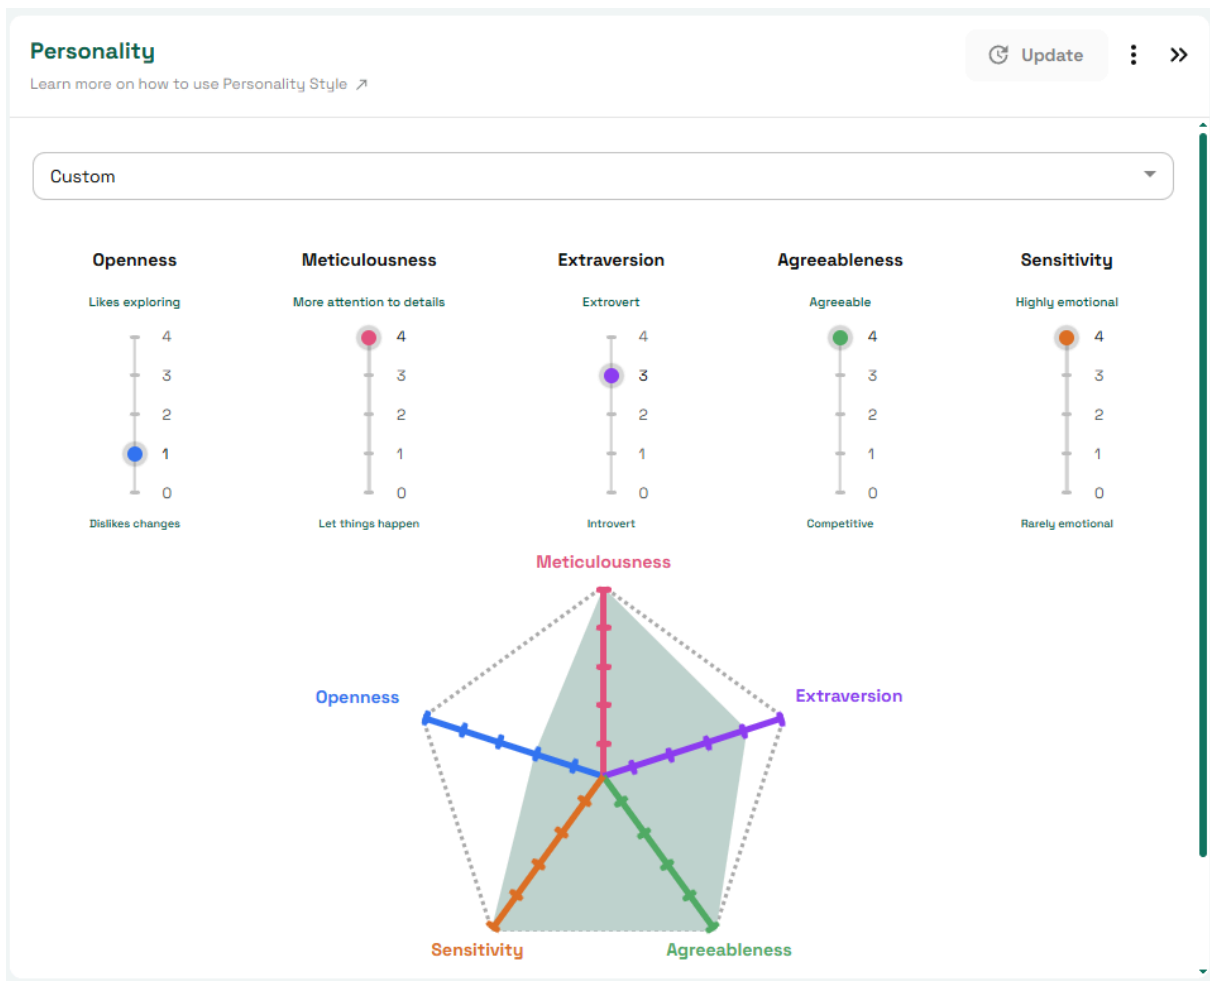 Personality
Learn more on how to use Personality Style ↗
Update
Custom
Openness Meticulousness Extraversion Agreeableness Sensitivity
Likes exploring More attention to details Extrovert Agreeable Highly emotional
4 4 4 4 4
3 3 3 3 3
2 2 2 2 2
1 1 1 1 1
0 0 0 0 0
Dislikes changes Let things happen Introvert Competitive Rarely emotional
Meticulousness
Openness Extraversion
Sensitivity Agreeableness